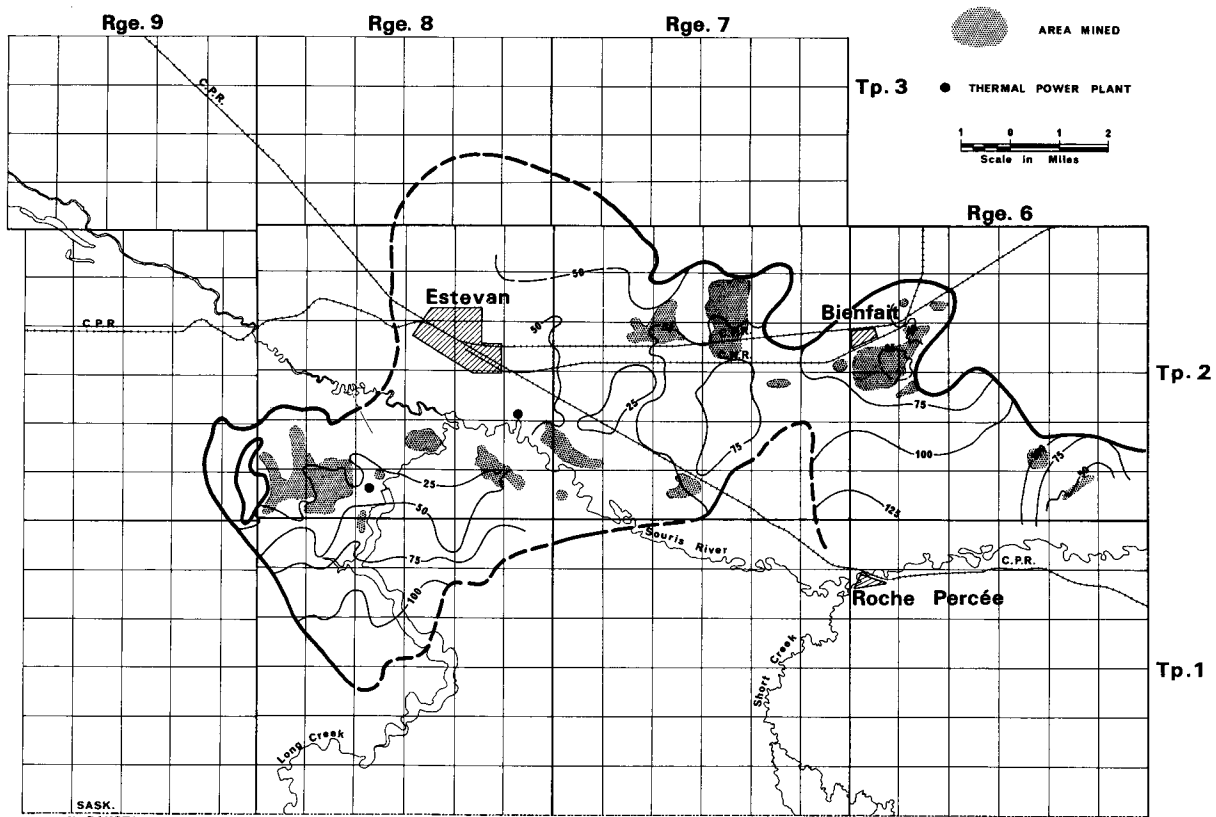 Rge. 9
Rge. 8
Rge. 7
AREA MINED
C.P.R.
Tp. 3
THERMAL POWER PLANT
1 0 1 2
Scale in Miles
Rge. 6
50
Estevan
Bienfait
C.P.R.
C.P.R.
50
C.P.R.
C.N.R.
Tp. 2
25
75
75
100
75
50
25
50
125
Souris River
75
C.P.R.
100
Roche Percée
Short Creek
Tp. 1
Long Creek
SASK.